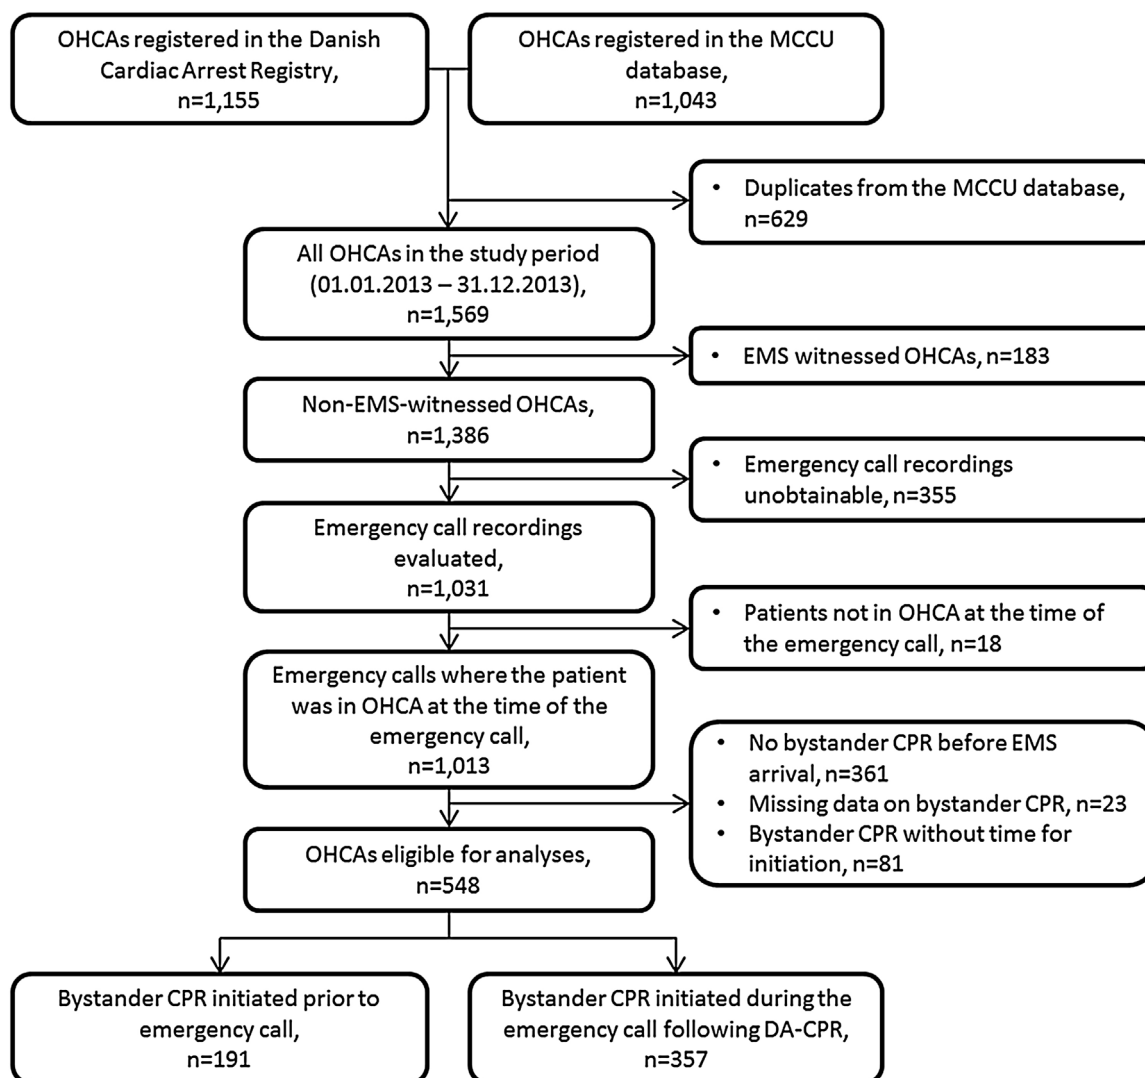 OHCAs registered in the Danish
Cardiac Arrest Registry,
n=1,155
OHCAs registered in the MCCU
database,
n=1,043
• Duplicates from the MCCU database,
n=629
All OHCAs in the study period
(01.01.2013 – 31.12.2013),
n=1,569
• EMS witnessed OHCAs, n=183
Non-EMS-witnessed OHCAs,
n=1,386
• Emergency call recordings
unobtainable, n=355
Emergency call recordings
evaluated,
n=1,031
• Patients not in OHCA at the time of
the emergency call, n=18
Emergency calls where the patient
was in OHCA at the time of the
emergency call,
n=1,013
• No bystander CPR before EMS
arrival, n=361
• Missing data on bystander CPR, n=23
• Bystander CPR without time for
initiation, n=81
OHCAs eligible for analyses,
n=548
Bystander CPR initiated prior to
emergency call,
n=191
Bystander CPR initiated during the
emergency call following DA-CPR,
n=357